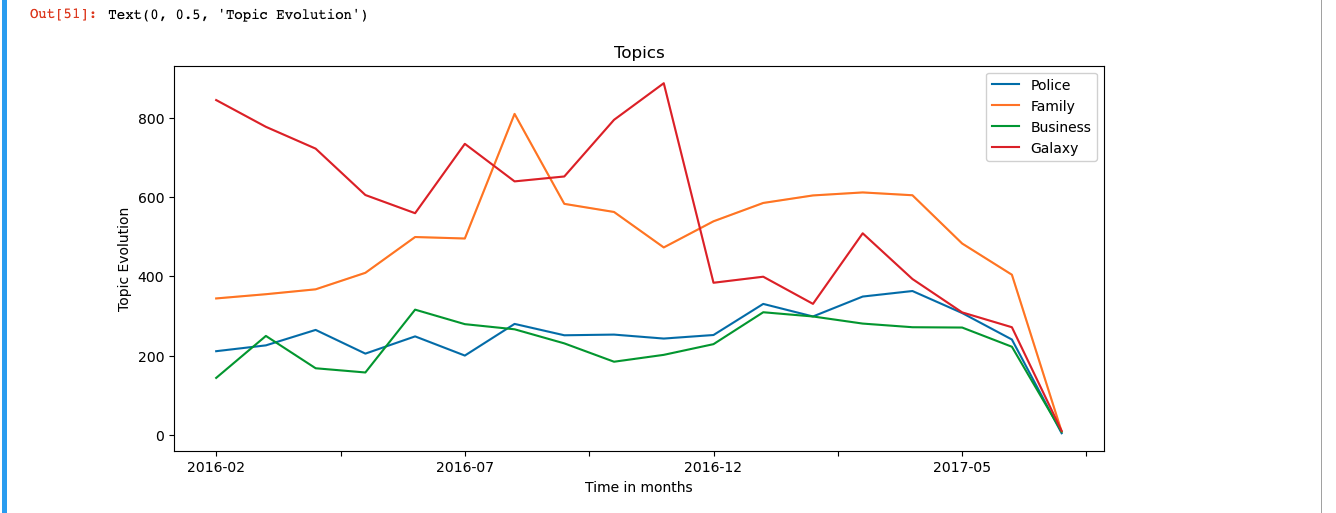 Out[51]: Text(0, 0.5, 'Topic Evolution')
Topics
Police
Family
Business
Galaxy
800
600
400
200
0
Topic Evolution
2016-02 2016-07 2016-12 2017-05
Time in months